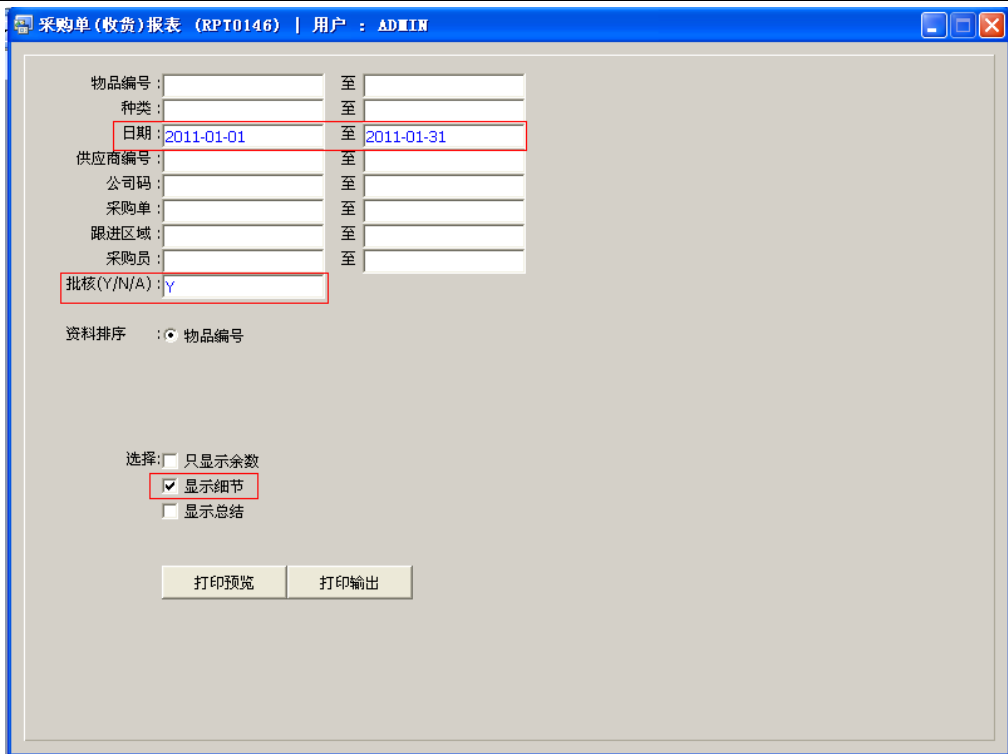 采购单(收货)报表 (RPT0146) | 用户 : ADMIN
物品编号 : 至
种类 : 至
日期 : 2011-01-01 至 2011-01-31
供应商编号 : 至
公司码 : 至
采购单 : 至
跟进区域 : 至
采购员 : 至
批核(Y/N/A) : Y
资料排序 : 物品编号
选择: 只显示余数
显示细节
显示总结
打印预览 打印输出